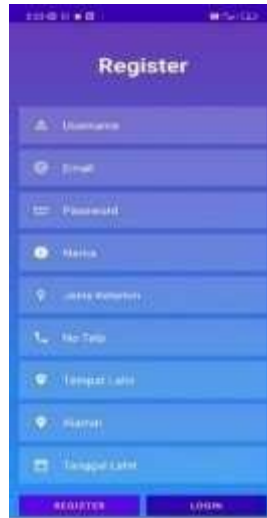 Register
Username
Email
Password
Nama
Jenis Kelamin
No Telp
Tempat Lahir
Alamat
Tanggal Lahir
REGISTER
LOGIN